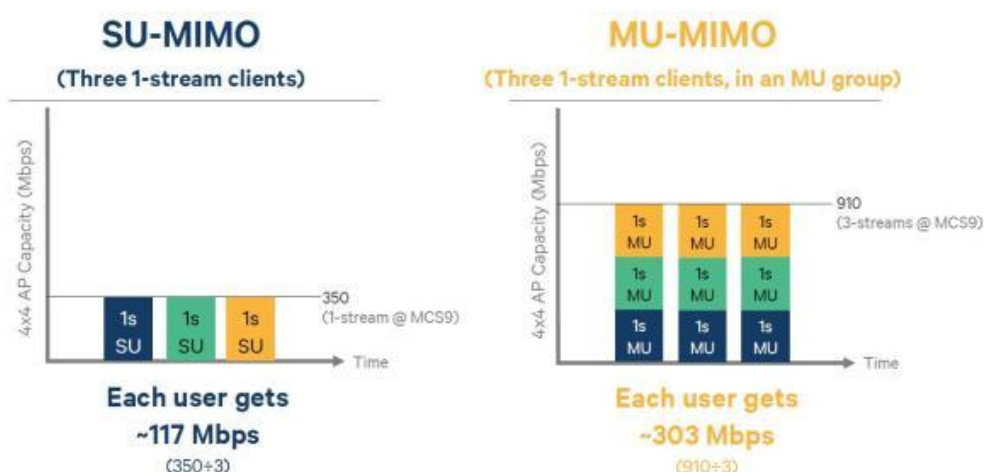 SU-MIMO
(Three 1-stream clients)
4x4 AP Capacity (Mbps)
350
(1-stream @ MCS9)
1s
SU
1s
SU
1s
SU
Time
Each user gets
~117 Mbps
(350÷3)
MU-MIMO
(Three 1-stream clients, in an MU group)
4x4 AP Capacity (Mbps)
910
(3-streams @ MCS9)
1s
MU
1s
MU
1s
MU
1s
MU
1s
MU
1s
MU
1s
MU
1s
MU
1s
MU
Time
Each user gets
~303 Mbps
(910÷3)